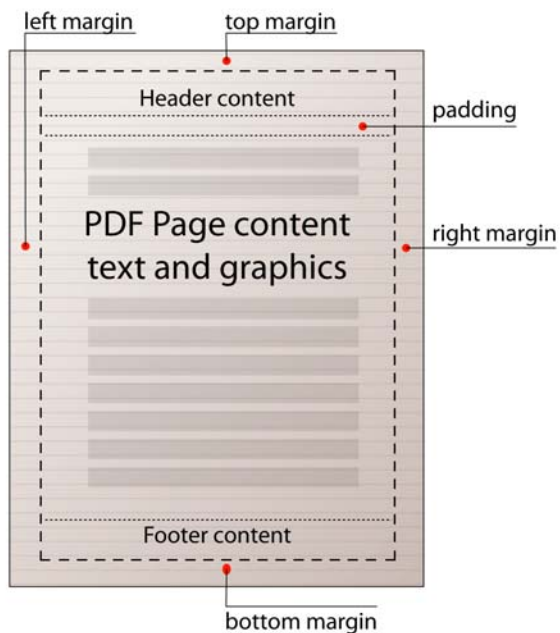 left margin
top margin
Header content
padding
PDF Page content
text and graphics
right margin
Footer content
bottom margin